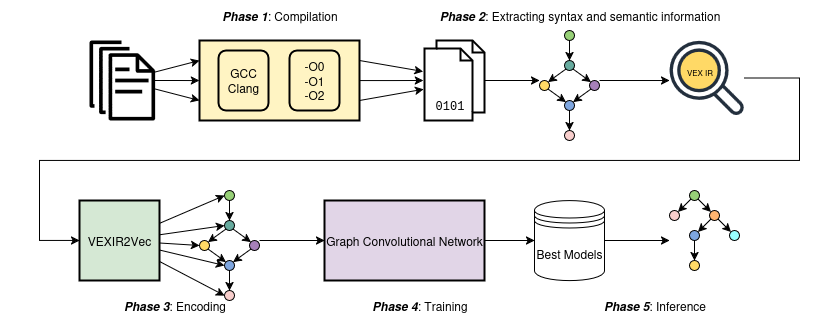 Phase 1: Compilation
Phase 2: Extracting syntax and semantic information
GCC
Clang
-O0
-O1
-O2
0101
VEX IR
VEXIR2Vec
Graph Convolutional Network
Best Models
Phase 3: Encoding
Phase 4: Training
Phase 5: Inference